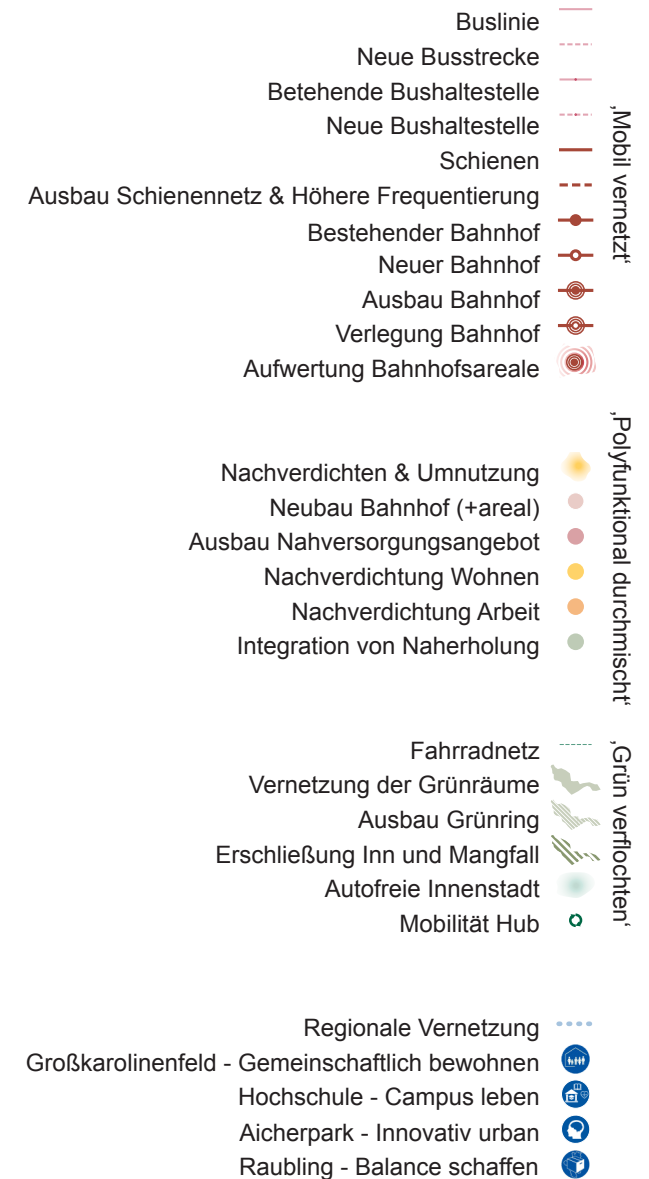 Buslinie
Neue Busstrecke
Betehende Bushaltestelle
Neue Bushaltestelle
Schienen
Ausbau Schienennetz & Höhere Frequentierung
Bestehender Bahnhof
Neuer Bahnhof
Ausbau Bahnhof
Verlegung Bahnhof
Aufwertung Bahnhofsareale
‚Mobil vernetzt‘
Nachverdichten & Umnutzung
Neubau Bahnhof (+areal)
Ausbau Nahversorgungsangebot
Nachverdichtung Wohnen
Nachverdichtung Arbeit
Integration von Naherholung
‚Polyfunktional durchmischt‘
Fahrradnetz
Vernetzung der Grünräume
Ausbau Grünring
Erschließung Inn und Mangfall
Autofreie Innenstadt
Mobilität Hub
‚Grün verflochten‘
Regionale Vernetzung
Großkarolinenfeld - Gemeinschaftlich bewohnen
Hochschule - Campus leben
Aicherpark - Innovativ urban
Raubling - Balance schaffen